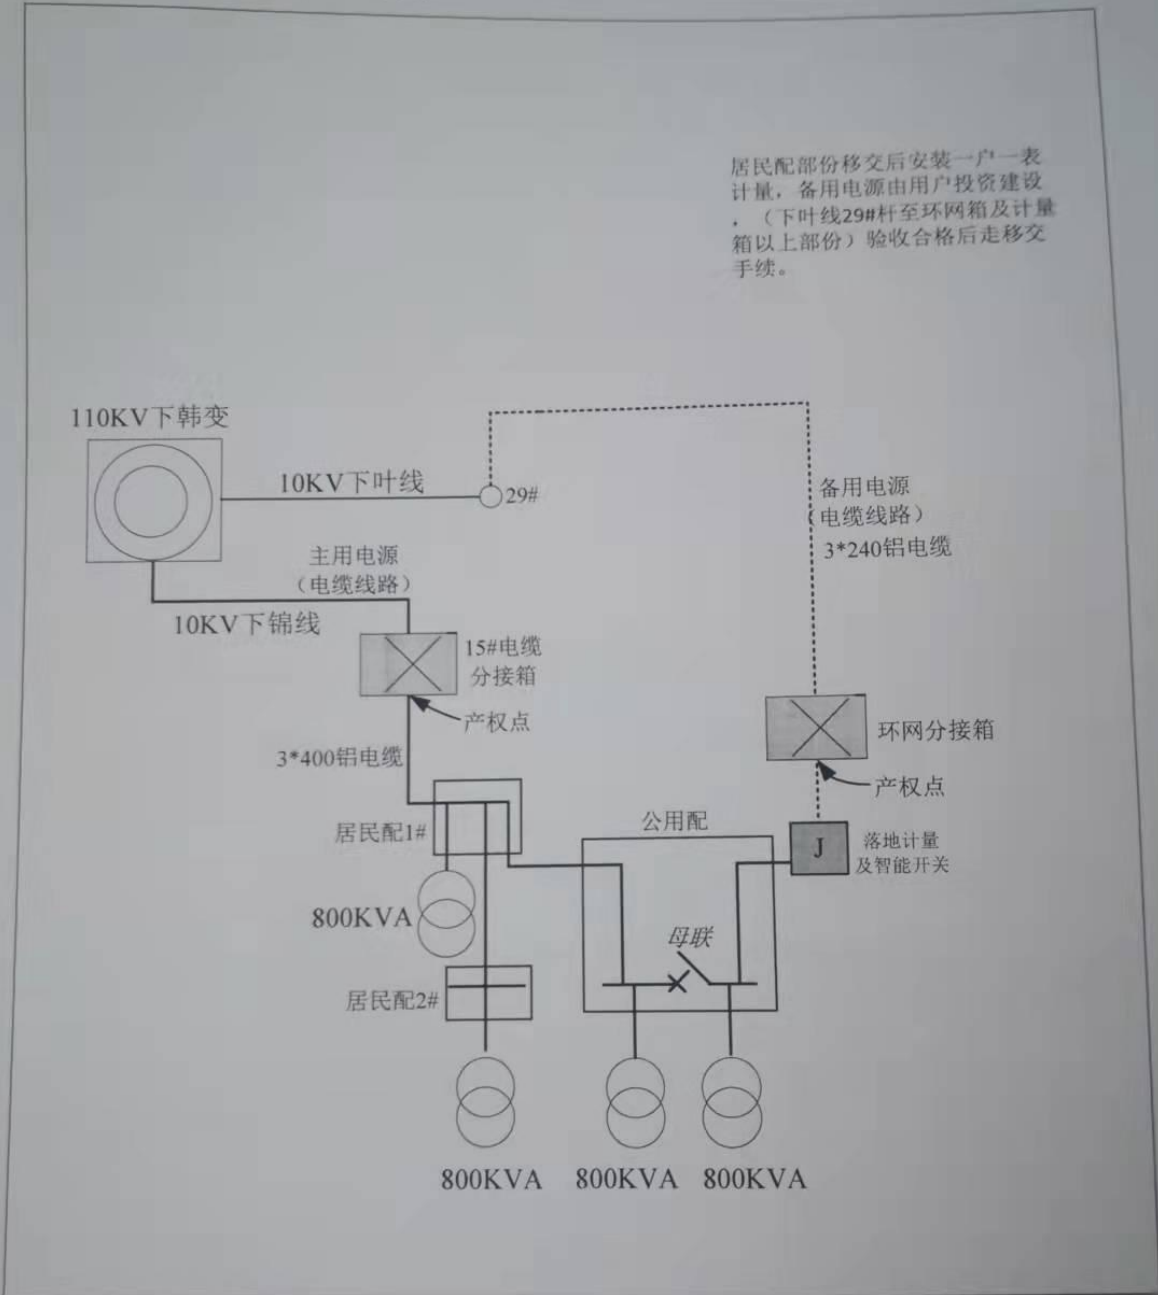 居民配部份移交后安装一户一表
计量，备用电源由用户投资建设
，（下叶线29#杆至环网箱及计量
箱以上部份）验收合格后走移交
手续。
110KV下韩变
10KV下叶线
29#
备用电源
（电缆线路）
3*240铝电缆
主用电源
（电缆线路）
10KV下锦线
15#电缆
分接箱
产权点
环网分接箱
3*400铝电缆
产权点
公用配
居民配1#
J
落地计量
及智能开关
800KVA
母联
居民配2#
800KVA
800KVA
800KVA